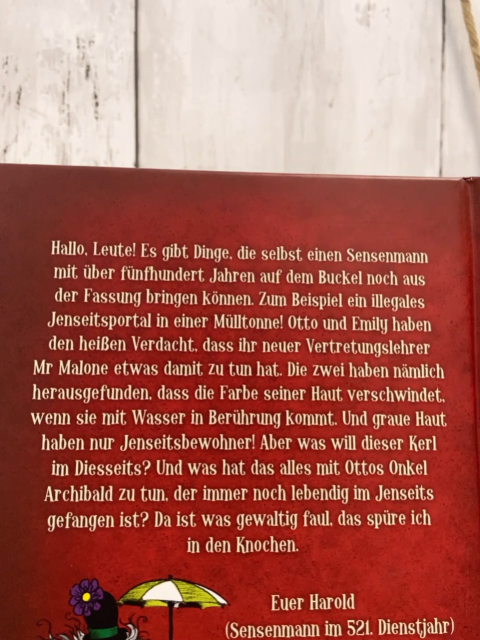 Hallo, Leute! Es gibt Dinge, die selbst einen Sensenmann
mit über fünfhundert Jahren auf dem Buckel noch aus
der Fassung bringen können. Zum Beispiel ein illegales
Jenseitsportal in einer Mülltonne! Otto und Emily haben
den heißen Verdacht, dass ihr neuer Vertretungslehrer
Mr Malone etwas damit zu tun hat. Die zwei haben nämlich
herausgefunden, dass die Farbe seiner Haut verschwindet,
wenn sie mit Wasser in Berührung kommt. Und graue Haut
haben nur Jenseitsbewohner! Aber was will dieser Kerl
im Diesseits? Und was hat das alles mit Ottos Onkel
Archibald zu tun, der immer noch lebendig im Jenseits
gefangen ist? Da ist was gewaltig faul, das spüre ich
in den Knochen.
Euer Harold
(Sensenmann im 521. Dienstjahr)